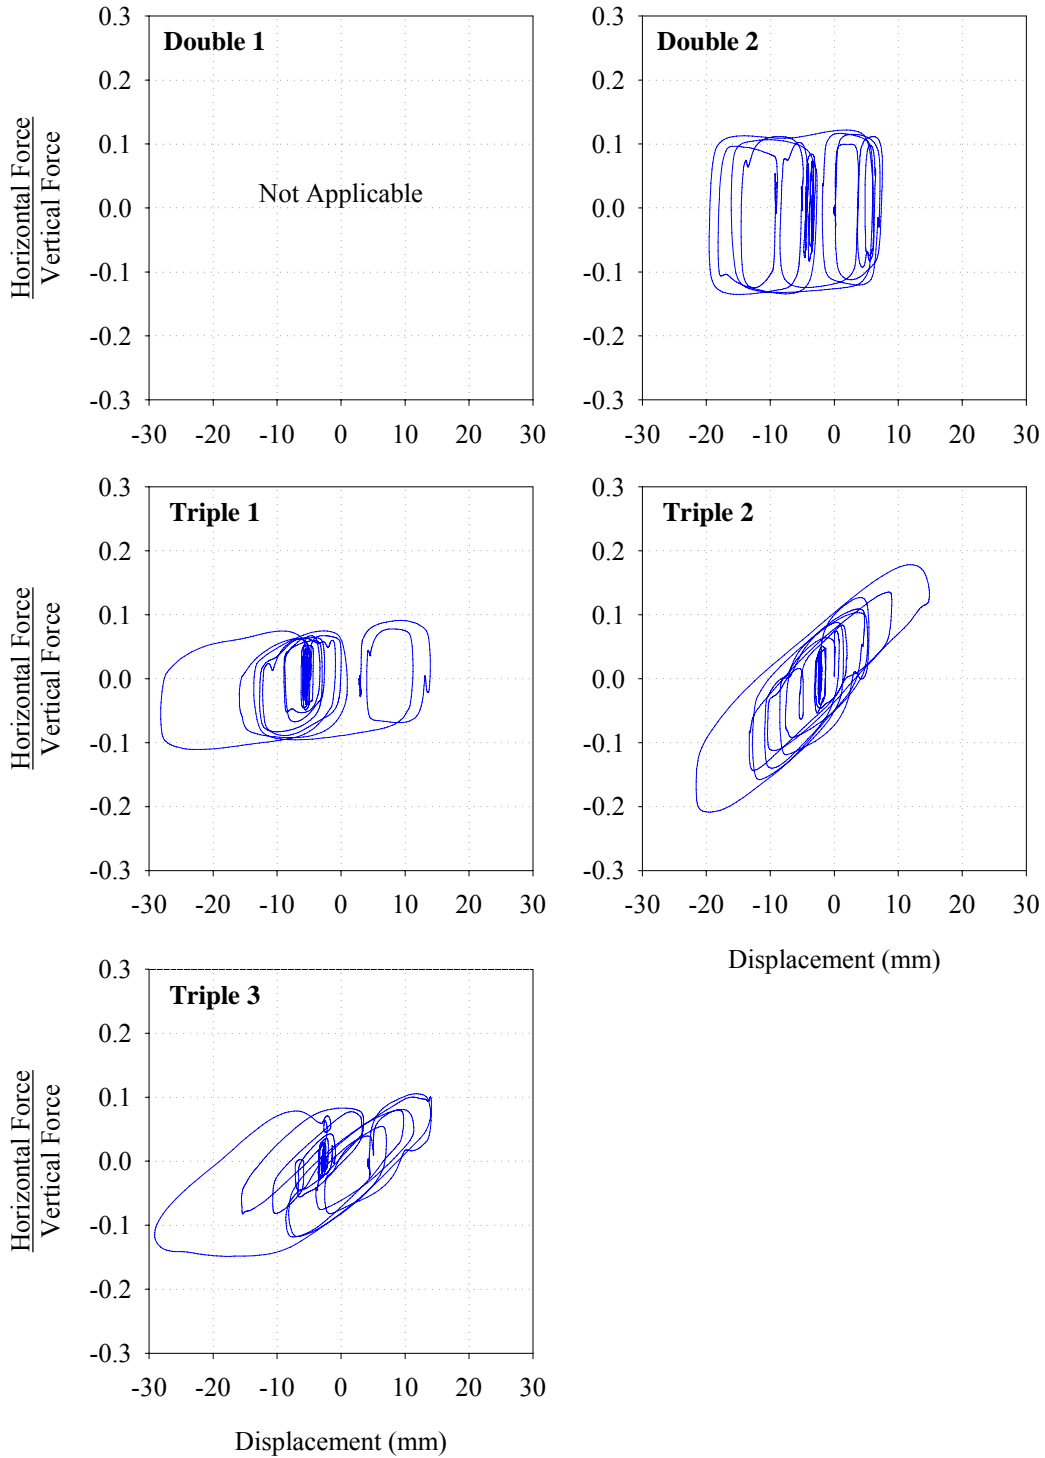 0.3
Double 1
0.2
0.1
Not Applicable
0.0
-0.1
-0.2
-0.3
-30 -20 -10 0 10 20 30
Horizontal Force
Vertical Force
0.3
Double 2
0.2
0.1
0.0
-0.1
-0.2
-0.3
-30 -20 -10 0 10 20 30
0.3
Triple 1
0.2
0.1
0.0
-0.1
-0.2
-0.3
-30 -20 -10 0 10 20 30
Horizontal Force
Vertical Force
0.3
Triple 2
0.2
0.1
0.0
-0.1
-0.2
-0.3
-30 -20 -10 0 10 20 30
Displacement (mm)
0.3
Triple 3
0.2
0.1
0.0
-0.1
-0.2
-0.3
-30 -20 -10 0 10 20 30
Horizontal Force
Vertical Force
Displacement (mm)